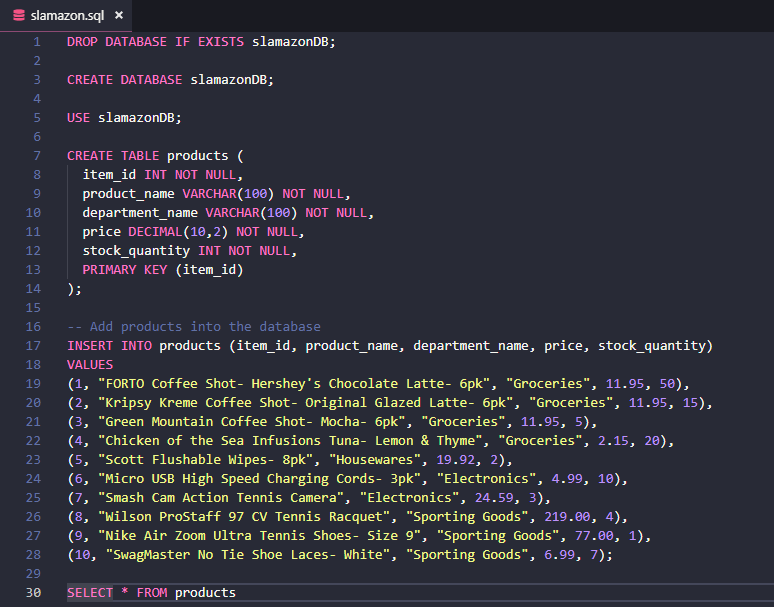 slamazon.sql ×
1 DROP DATABASE IF EXISTS slamazonDB;
2
3 CREATE DATABASE slamazonDB;
4
5 USE slamazonDB;
6
7 CREATE TABLE products (
8   item_id INT NOT NULL,
9   product_name VARCHAR(100) NOT NULL,
10   department_name VARCHAR(100) NOT NULL,
11   price DECIMAL(10,2) NOT NULL,
12   stock_quantity INT NOT NULL,
13   PRIMARY KEY (item_id)
14 );
15
16 -- Add products into the database
17 INSERT INTO products (item_id, product_name, department_name, price, stock_quantity)
18 VALUES
19 (1, "FORTO Coffee Shot- Hershey's Chocolate Latte- 6pk", "Groceries", 11.95, 50),
20 (2, "Kripsy Kreme Coffee Shot- Original Glazed Latte- 6pk", "Groceries", 11.95, 15),
21 (3, "Green Mountain Coffee Shot- Mocha- 6pk", "Groceries", 11.95, 5),
22 (4, "Chicken of the Sea Infusions Tuna- Lemon & Thyme", "Groceries", 2.15, 20),
23 (5, "Scott Flushable Wipes- 8pk", "Housewares", 19.92, 2),
24 (6, "Micro USB High Speed Charging Cords- 3pk", "Electronics", 4.99, 10),
25 (7, "Smash Cam Action Tennis Camera", "Electronics", 24.59, 3),
26 (8, "Wilson ProStaff 97 CV Tennis Racquet", "Sporting Goods", 219.00, 4),
27 (9, "Nike Air Zoom Ultra Tennis Shoes- Size 9", "Sporting Goods", 77.00, 1),
28 (10, "SwagMaster No Tie Shoe Laces- White", "Sporting Goods", 6.99, 7);
29
30 SELECT * FROM products